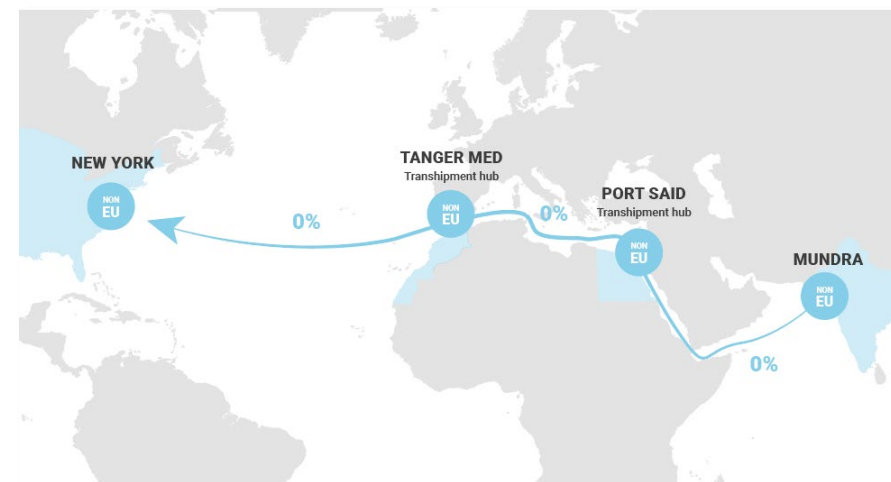 NEW YORK
NON
EU
0%
TANGER MED
Transhipment hub
NON
EU
0%
PORT SAID
Transhipment hub
NON
EU
0%
MUNDRA
NON
EU